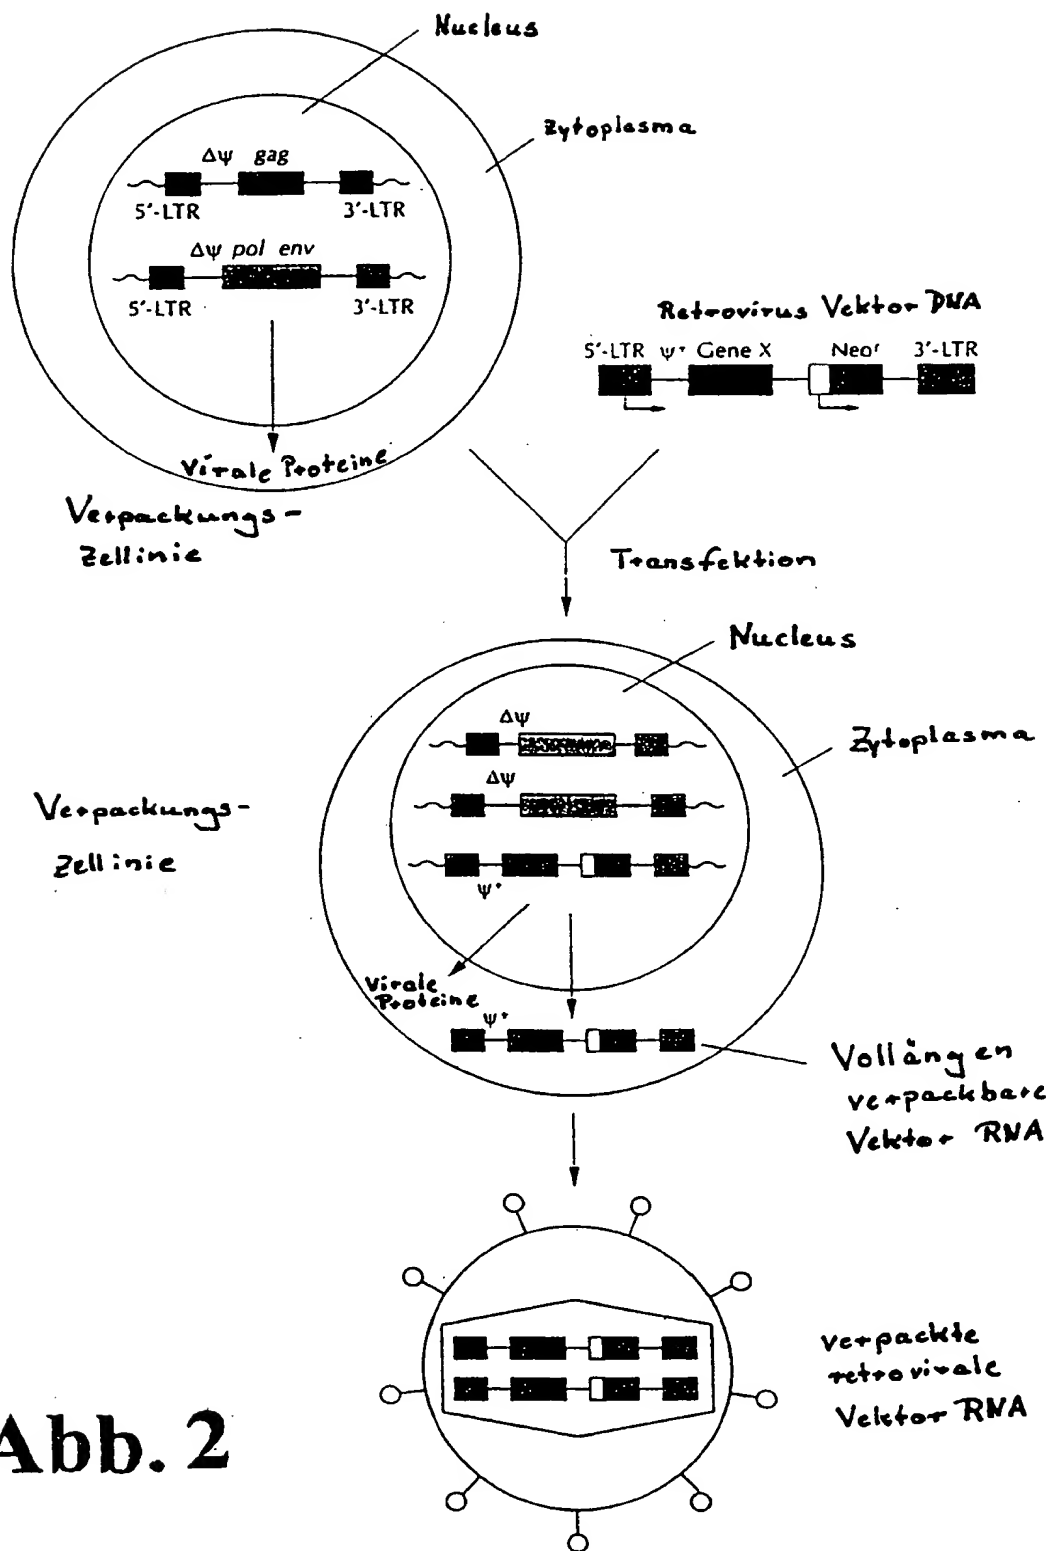 Nucleus
Zytoplasma
Δψ gag
5'-LTR 3'-LTR
Δψ pol env
5'-LTR 3'-LTR
Virale Proteine
Verpackungs-
Zellinie
Retrovirus Vektor DNA
5'-LTR ψ+ Gene X Neor 3'-LTR
Transfektion
Nucleus
Zytoplasma
Verpackungs-
Zellinie
Δψ
Δψ
ψ+
Virale
Proteine
ψ+
Vollängen
verpackbare
Vektor RNA
verpackte
retrovirale
Vektor RNA
Abb. 2